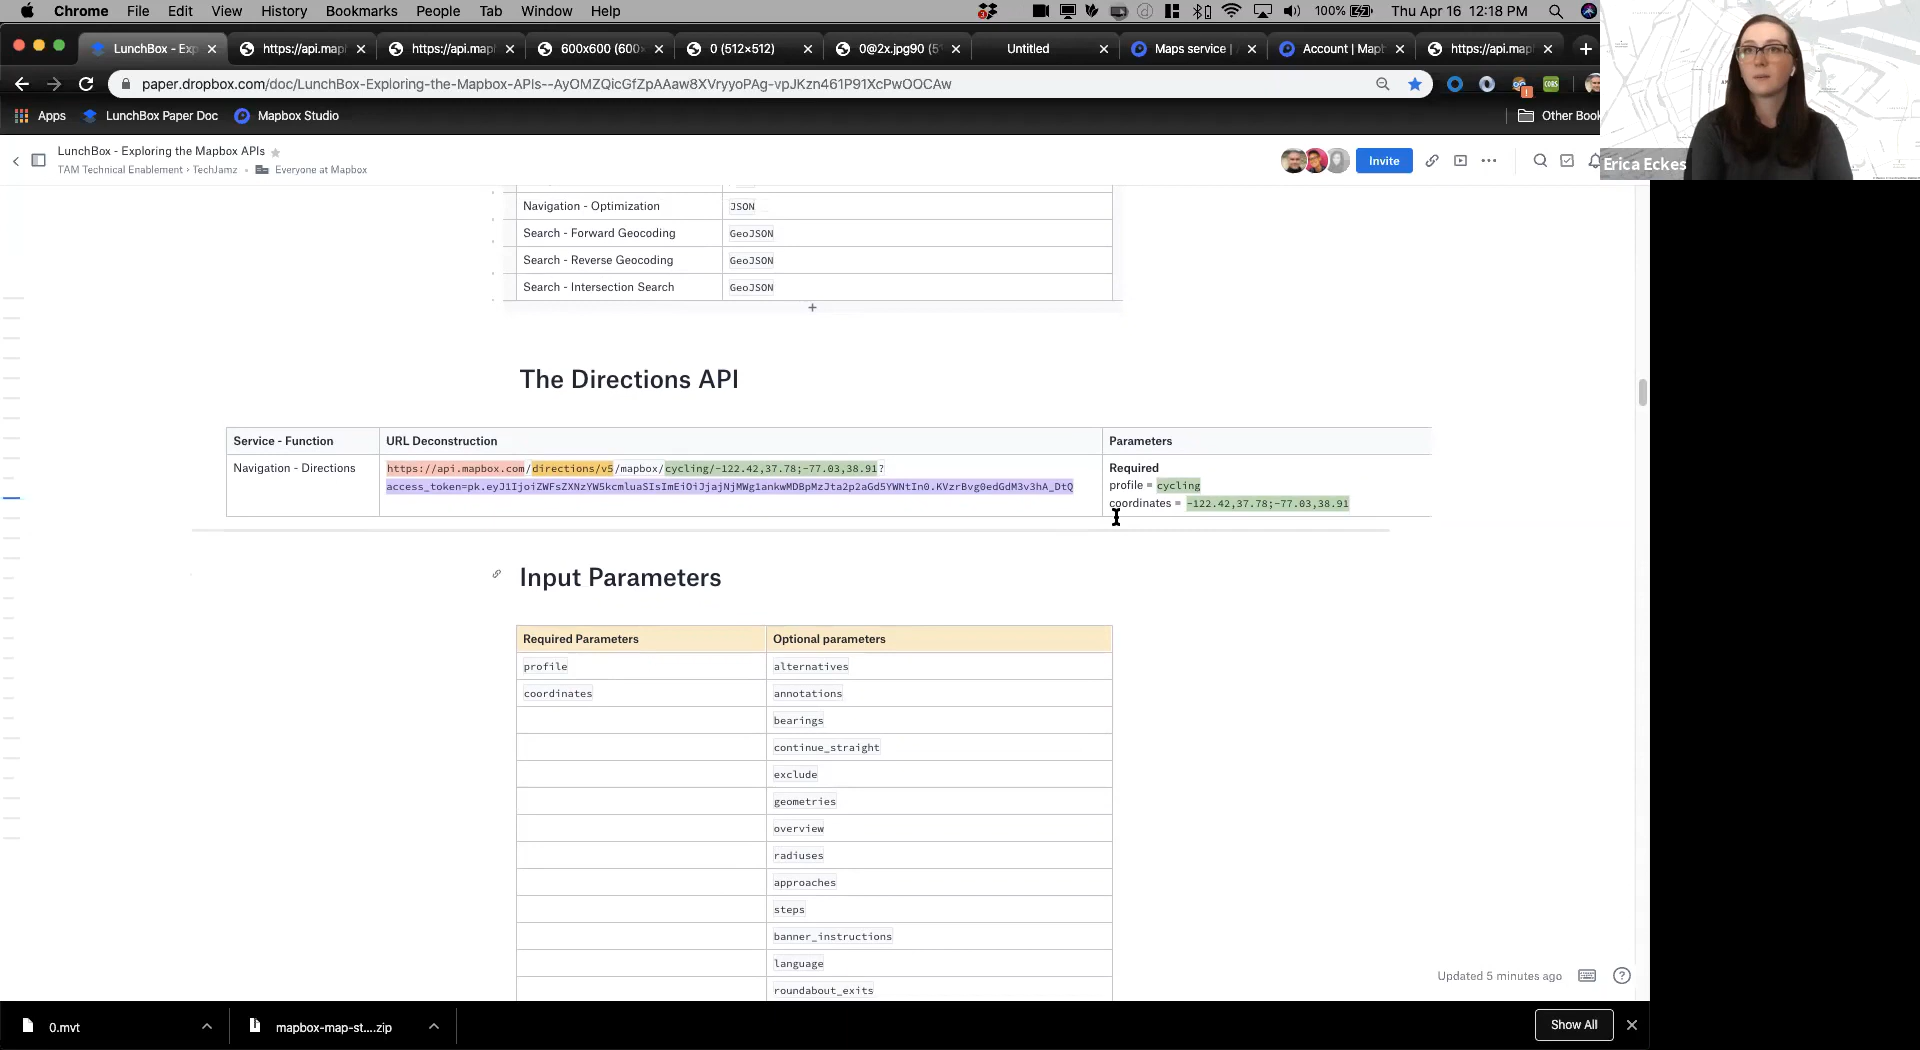 Chrome File Edit View History Bookmarks People Tab Window Help 100% Thu Apr 16 12:18 PM
LunchBox - Exp https://api.map https://api.map 600x600 (600 0 (512×512) 0@2x.jpg90 (5 Untitled Maps service | Account | Map https://api.map
paper.dropbox.com/doc/LunchBox-Exploring-the-Mapbox-APIs--AyOMZQicGfZpAAaw8XVryyoPAg-vpJKzn461P91XcPwOOCAw
Apps LunchBox Paper Doc Mapbox Studio Other Book
LunchBox - Exploring the Mapbox APIs
TAM Technical Enablement › TechJamz • Everyone at Mapbox
Invite
Erica Eckes
Navigation - Optimization JSON
Search - Forward Geocoding GeoJSON
Search - Reverse Geocoding GeoJSON
Search - Intersection Search GeoJSON
+
The Directions API
Service - Function URL Deconstruction Parameters
Navigation - Directions https://api.mapbox.com/directions/v5/mapbox/cycling/-122.42,37.78;-77.03,38.91? Required
access_token=pk.eyJ1IjoiZWFsZXNzYW5kcmluaSIsImEiOiJjajNjMWg1ankwMDBpMzJta2p2aGd5YWNtIn0.KVzrBvg0edGdM3v3hA_DtQ profile = cycling
coordinates = -122.42,37.78;-77.03,38.91
Input Parameters
Required Parameters Optional parameters
profile alternatives
coordinates annotations
bearings
continue_straight
exclude
geometries
overview
radiuses
approaches
steps
banner_instructions
language
roundabout_exits
Updated 5 minutes ago
0.mvt mapbox-map-st....zip Show All